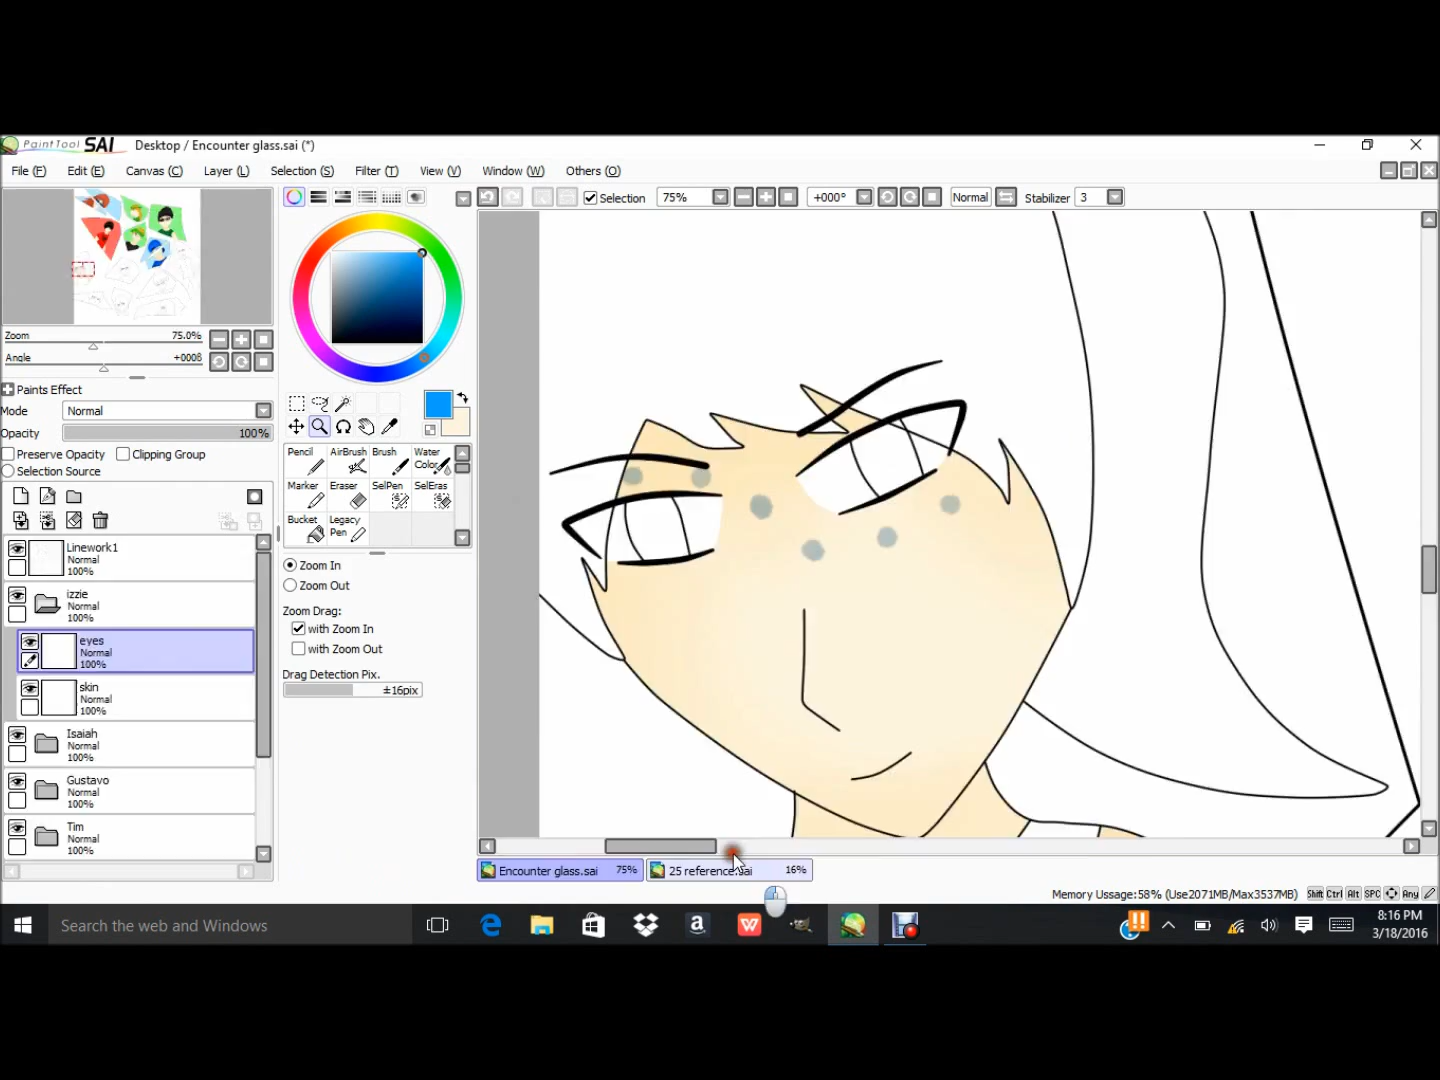 PaintTool SAI Desktop / Encounter glass.sai (*)
File (F) Edit (E) Canvas (C) Layer (L) Selection (S) Filter (T) View (V) Window (W) Others (O)
Selection 75% +000° Normal Stabilizer 3
Zoom 75.0%
Angle +000ß
Paints Effect
Mode Normal
Opacity 100%
Preserve Opacity Clipping Group
Selection Source
Linework1
Normal
100%
izzie
Normal
100%
eyes
Normal
100%
skin
Normal
100%
Isaiah
Normal
100%
Gustavo
Normal
100%
Tim
Normal
100%
Pencil AirBrush Brush Water Color
Marker Eraser SelPen SelEras
Bucket Legacy Pen
Zoom In
Zoom Out
Zoom Drag:
with Zoom In
with Zoom Out
Drag Detection Pix.
±16pix
Encounter glass.sai 75% 25 reference.sai 16%
Memory Ussage:58% (Use2071MB/Max3537MB) Shift Ctrl Alt SPC Any
Search the web and Windows
8:16 PM
3/18/2016